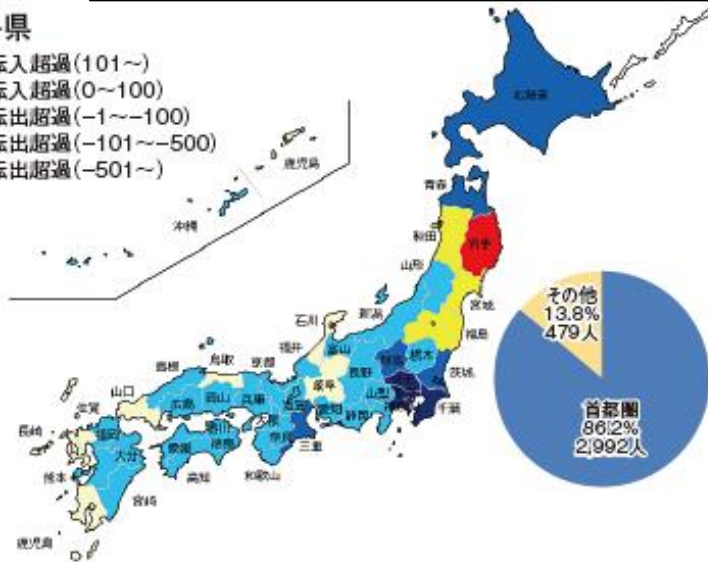 県
転入超過(101~)
転入超過(0~100)
転出超過(-1~-100)
転出超過(-101~-500)
転出超過(-501~)
鹿児島
沖縄
北海道
青森
秋田
岩手
山形
宮城
新潟
福島
石川
福井
富山
長野
栃木
茨城
千葉
岐阜
静岡
愛知
三重
京都
兵庫
和歌山
鳥取
島根
岡山
広島
山口
徳島
愛媛
高知
福岡
佐賀
長崎
大分
熊本
宮崎
鹿児島
その他
13.8%
479人
首都圏
86.2%
2,992人